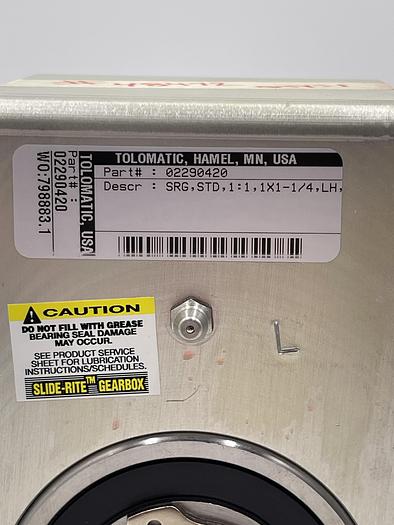 TOLOMATIC, HAMEL, MN, USA
Part# : 02290420
Descr : SRG,STD,1:1,1X1-1/4,LH,
TOLOMATIC, USA
Part# :
02290420
WO:798883.1
CAUTION
DO NOT FILL WITH GREASE
BEARING SEAL DAMAGE
MAY OCCUR.
SEE PRODUCT SERVICE
SHEET FOR LUBRICATION
INSTRUCTIONS/SCHEDULES.
SLIDE-RITE™ GEARBOX
L